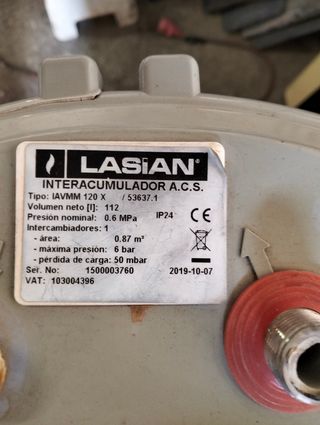 LASIAN®
INTERACUMULADOR A.C.S.
Tipo: IAVMM 120 X / 53637.1
Volumen neto [l]: 112
Presión nominal: 0.6 MPa IP24 CE
Intercambiadores: 1
- área: 0.87 m²
- máxima presión: 6 bar
- pérdida de carga: 50 mbar
Ser. No: 1500003760 2019-10-07
VAT: 103004396